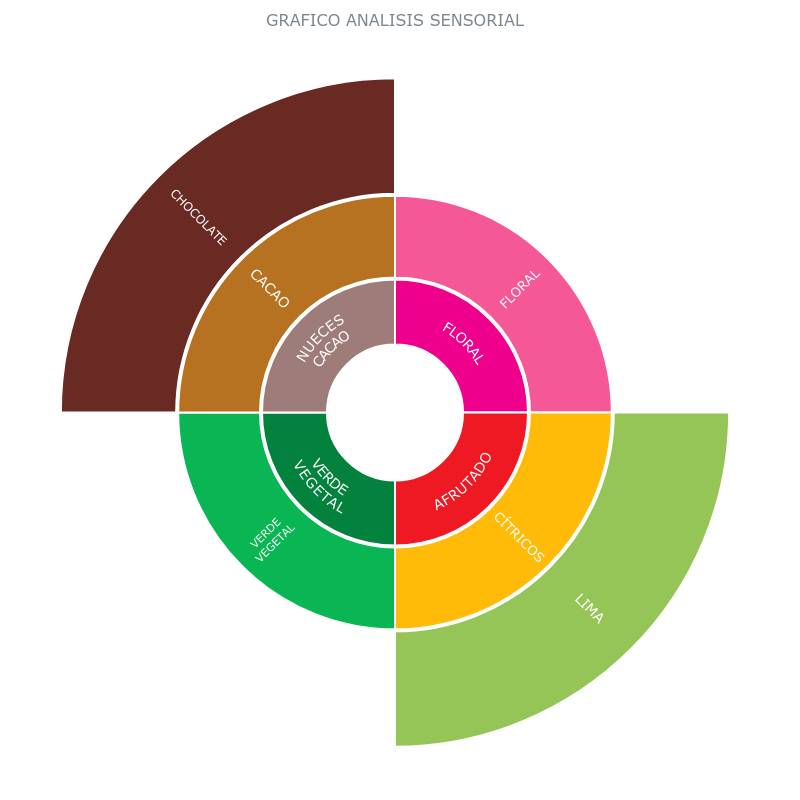 GRAFICO ANALISIS SENSORIAL
CHOCOLATE
CACAO
NUECES
CACAO
FLORAL
FLORAL
VERDE
VEGETAL
VERDE
VEGETAL
AFRUTADO
CÍTRICOS
LIMA